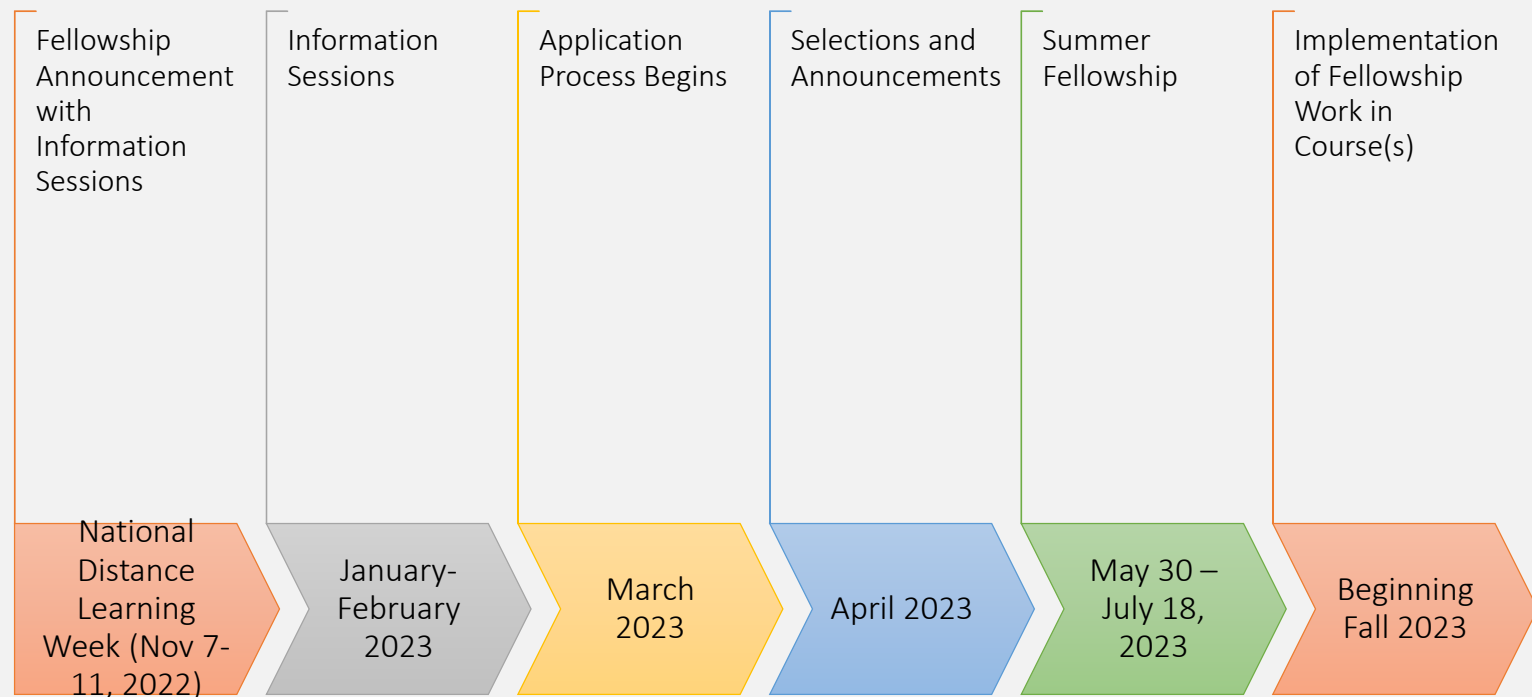 Fellowship
Announcement
with
Information
Sessions
Information
Sessions
Application
Process Begins
Selections and
Announcements
Summer
Fellowship
Implementation
of Fellowship
Work in
Course(s)
National
Distance
Learning
Week (Nov 7-
11, 2022)
January-
February
2023
March
2023
April 2023
May 30 –
July 18,
2023
Beginning
Fall 2023